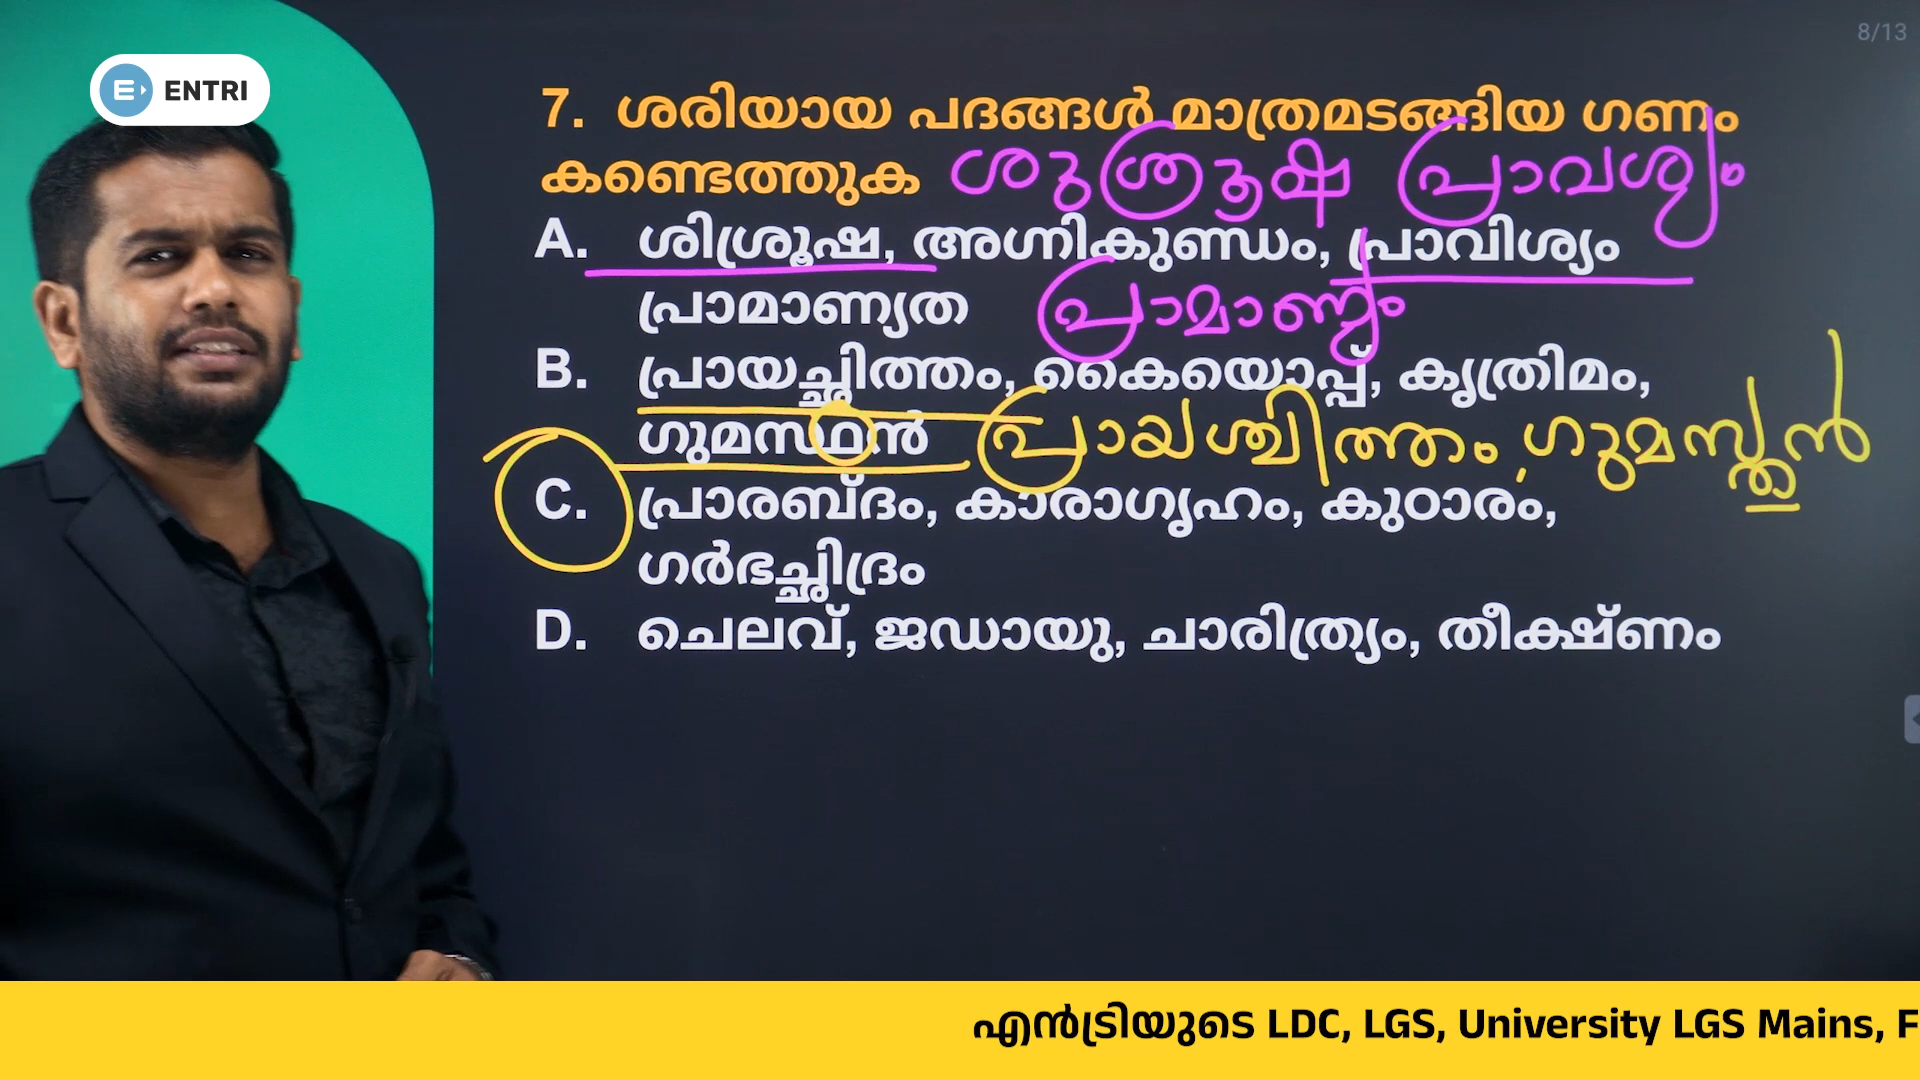 8/13
ENTRI
7. ശരിയായ പദങ്ങൾ മാത്രമടങ്ങിയ ഗണം
കണ്ടെത്തുക ശുശ്രൂഷ പ്രാവശ്യം
A. ശിശ്രൂഷ, അഗ്നികുണ്ഡം, പ്രാവിശ്യം
പ്രാമാണ്യത പ്രാമാണ്യം
B. പ്രായച്ഛിത്തം, കൈയൊപ്പ്, കൃത്രിമം,
ഗുമസ്ഥൻ പ്രായശ്ചിത്തം, ഗുമസ്തൻ
C. പ്രാരബ്ദം, കാരാഗൃഹം, കുഠാരം,
ഗർഭച്ഛിദ്രം
D. ചെലവ്, ജഡായു, ചാരിത്ര്യം, തീക്ഷ്ണം
എൻട്രിയുടെ LDC, LGS, University LGS Mains, F